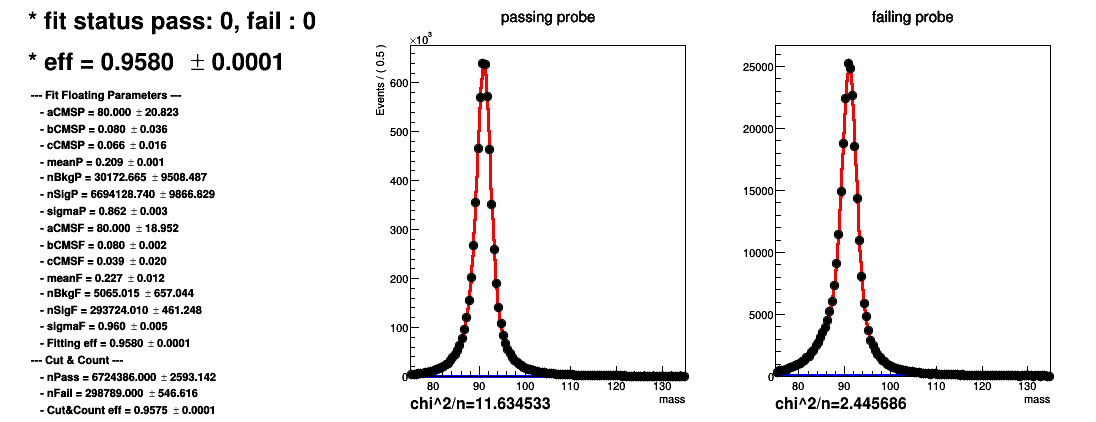 * fit status pass: 0, fail : 0
* eff = 0.9580 ± 0.0001
--- Fit Floating Parameters ---
- aCMSP = 80.000 ± 20.823
- bCMSP = 0.080 ± 0.036
- cCMSP = 0.066 ± 0.016
- meanP = 0.209 ± 0.001
- nBkgP = 30172.665 ± 9508.487
- nSigP = 6694128.740 ± 9866.829
- sigmaP = 0.862 ± 0.003
- aCMSF = 80.000 ± 18.952
- bCMSF = 0.080 ± 0.002
- cCMSF = 0.039 ± 0.020
- meanF = 0.227 ± 0.012
- nBkgF = 5065.015 ± 657.044
- nSigF = 293724.010 ± 461.248
- sigmaF = 0.960 ± 0.005
- Fitting eff = 0.9580 ± 0.0001
--- Cut & Count ---
- nPass = 6724386.000 ± 2593.142
- nFail = 298789.000 ± 546.616
- Cut&Count eff = 0.9575 ± 0.0001
passing probe
×10³
Events / ( 0.5 )
600
500
400
300
200
100
0
80 90 100 110 120 130
mass
chi^2/n=11.634533
failing probe
25000
20000
15000
10000
5000
0
80 90 100 110 120 130
mass
chi^2/n=2.445686